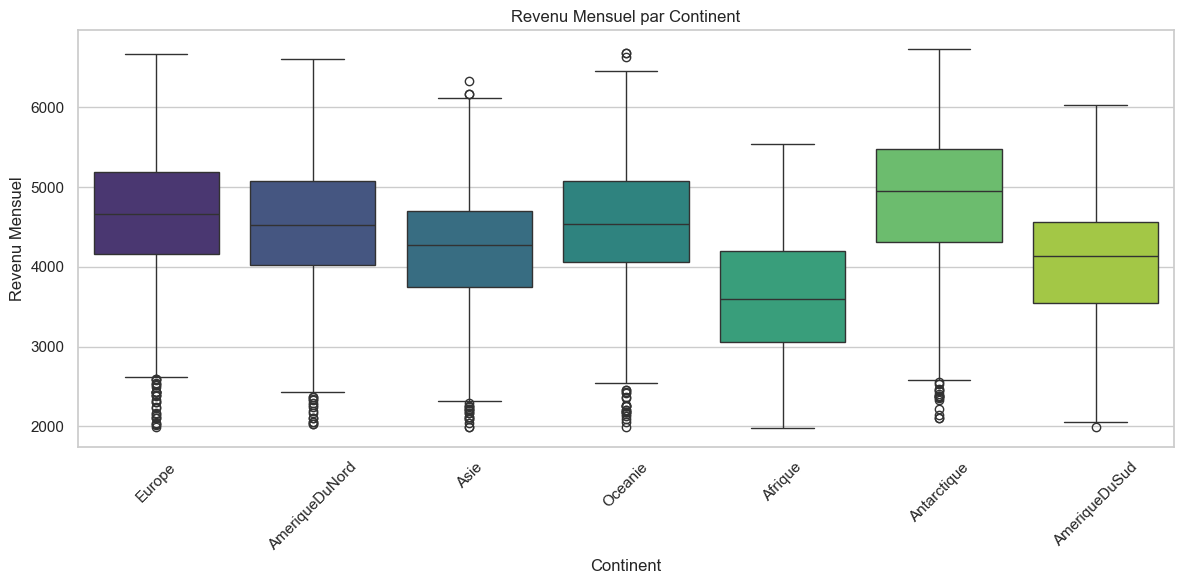 Revenu Mensuel par Continent
Revenu Mensuel
6000
5000
4000
3000
2000
Europe
AmeriqueDuNord
Asie
Oceanie
Afrique
Antarctique
AmeriqueDuSud
Continent